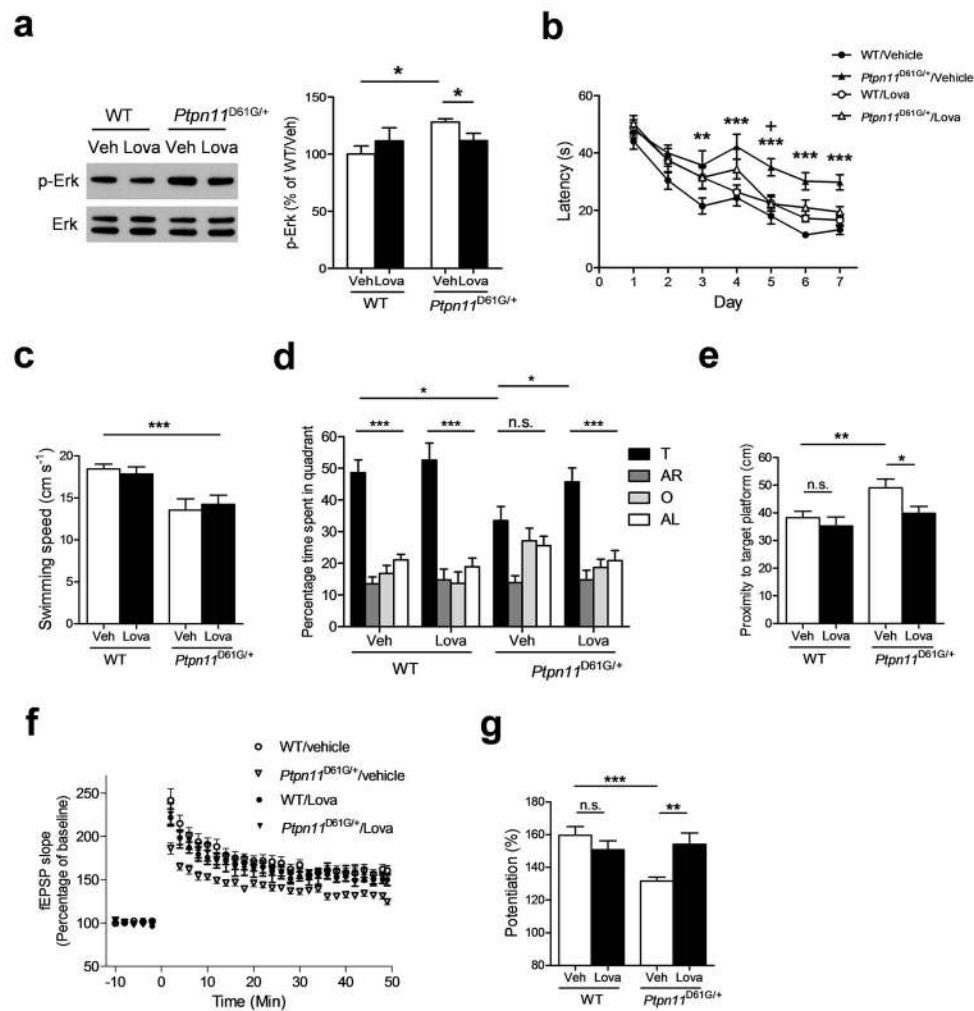 a
WT
Ptpn11D61G/+
Veh Lova Veh Lova
p-Erk
Erk
*
*
p-Erk (% of WT/Veh)
150
100
50
0
VehLova
VehLova
WT
Ptpn11D61G/+
b
WT/Vehicle
Ptpn11D61G/+/Vehicle
WT/Lova
Ptpn11D61G/+/Lova
Latency (s)
60
40
20
0
** *** + *** *** ***
0 1 2 3 4 5 6 7
Day
c
Swimming speed (cm s-1)
20
15
10
5
0
***
Veh Lova Veh Lova
WT
Ptpn11D61G/+
d
Percentage time spent in quadrant
60
50
40
30
20
10
0
*
*
*** *** n.s. ***
T
AR
O
AL
Veh Lova Veh Lova
WT
Ptpn11D61G/+
e
Proximity to target platform (cm)
60
50
40
30
20
10
0
**
n.s.
*
Veh Lova Veh Lova
WT
Ptpn11D61G/+
f
WT/vehicle
Ptpn11D61G/+/vehicle
WT/Lova
Ptpn11D61G/+/Lova
fEPSP slope
(Percentage of baseline)
250
200
150
100
50
-10 0 10 20 30 40 50
Time (Min)
g
Potentiation (%)
180
160
140
120
100
80
***
n.s.
**
Veh Lova Veh Lova
WT
Ptpn11D61G/+